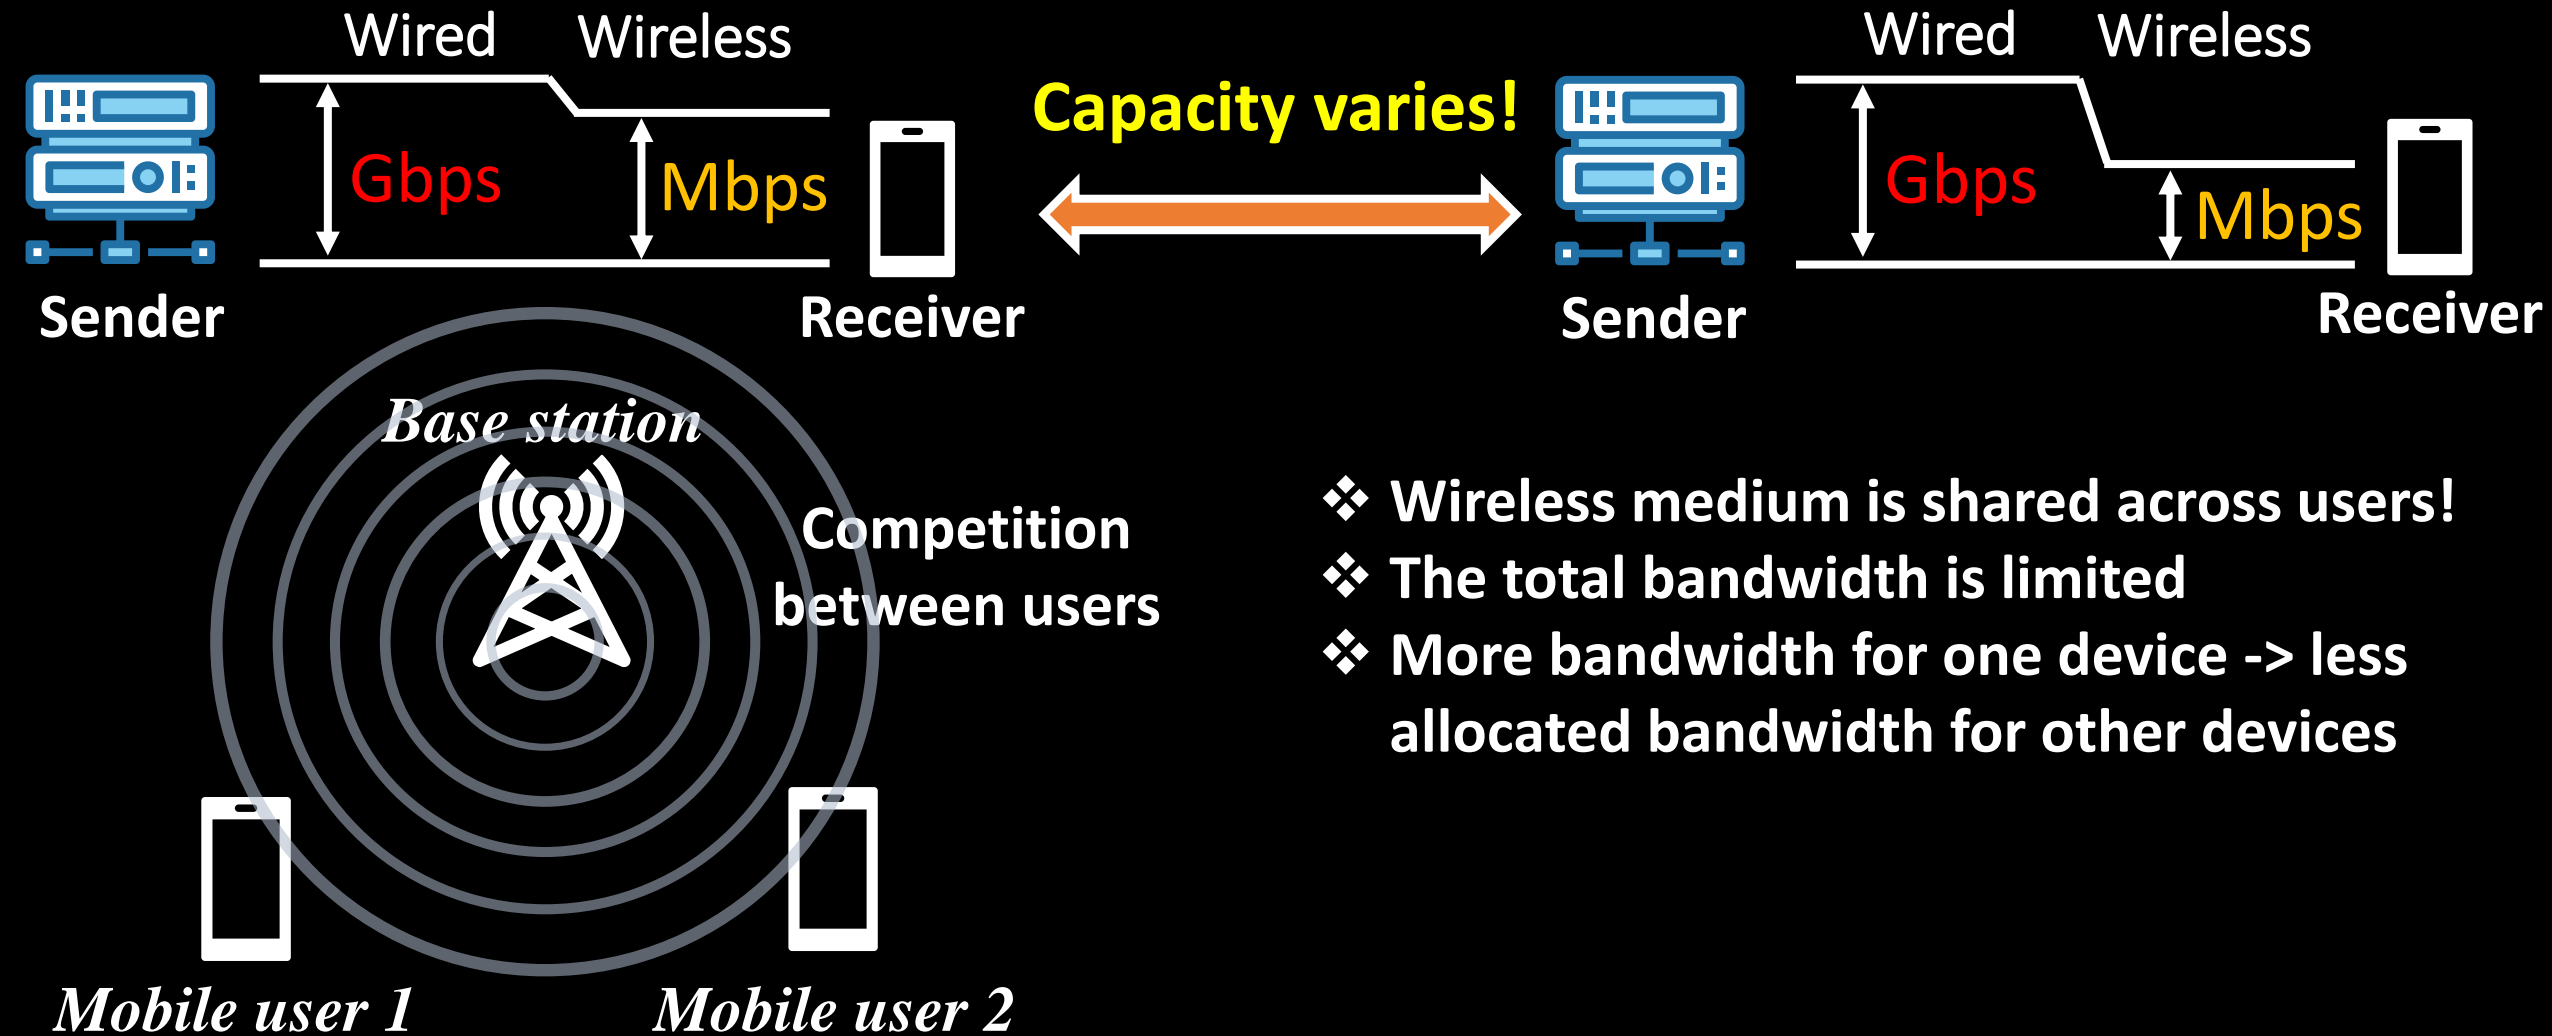 Wired
Wireless
Gbps
Mbps
Sender
Receiver
Capacity varies!
Wired
Wireless
Gbps
Mbps
Sender
Receiver
Base station
Competition
between users
Mobile user 1
Mobile user 2
❖ Wireless medium is shared across users!
❖ The total bandwidth is limited
❖ More bandwidth for one device -> less
allocated bandwidth for other devices